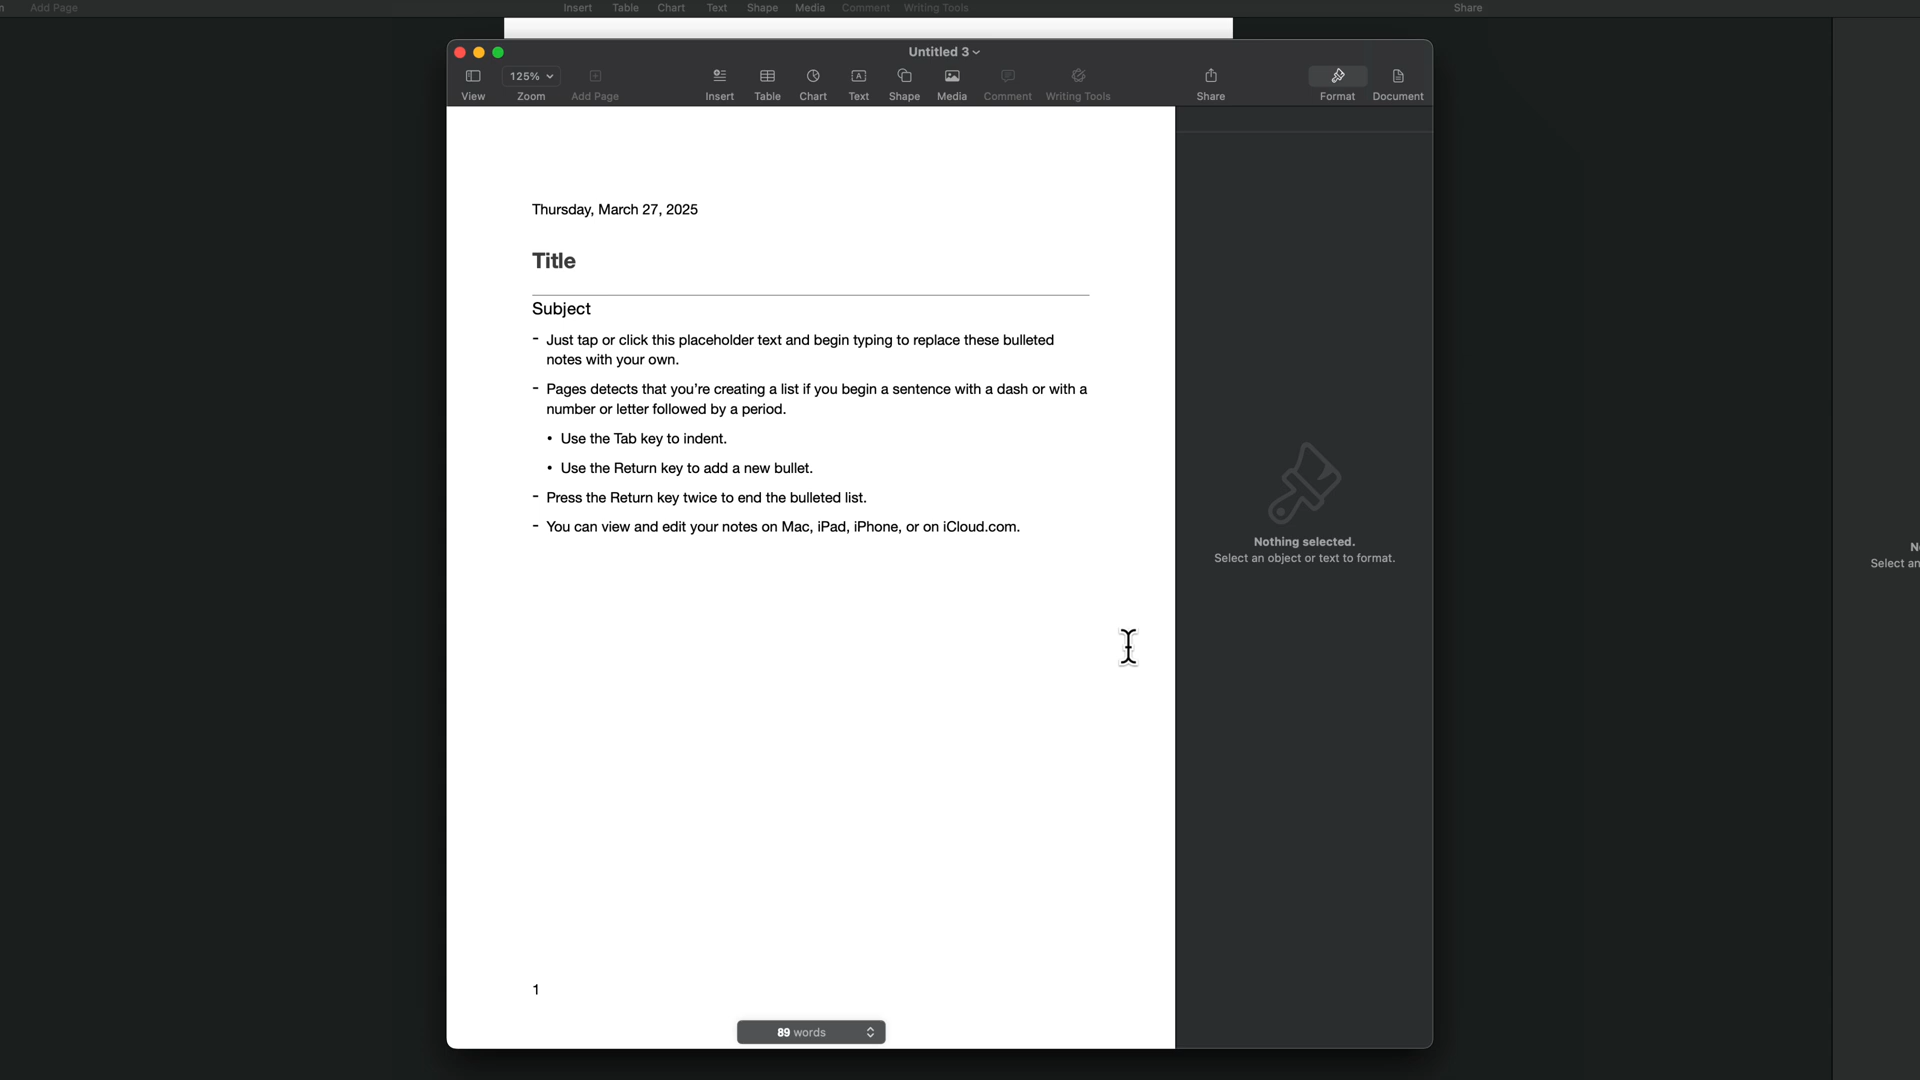 Add Page
Insert Table Chart Text Shape Media Comment Writing Tools Share
Untitled 3
125%
View Zoom Add Page Insert Table Chart Text Shape Media Comment Writing Tools Share Format Document
Thursday, March 27, 2025
Title
Subject
- Just tap or click this placeholder text and begin typing to replace these bulleted
notes with your own.
- Pages detects that you’re creating a list if you begin a sentence with a dash or with a
number or letter followed by a period.
• Use the Tab key to indent.
• Use the Return key to add a new bullet.
- Press the Return key twice to end the bulleted list.
- You can view and edit your notes on Mac, iPad, iPhone, or on iCloud.com.
1
89 words
Nothing selected.
Select an object or text to format.
Select an